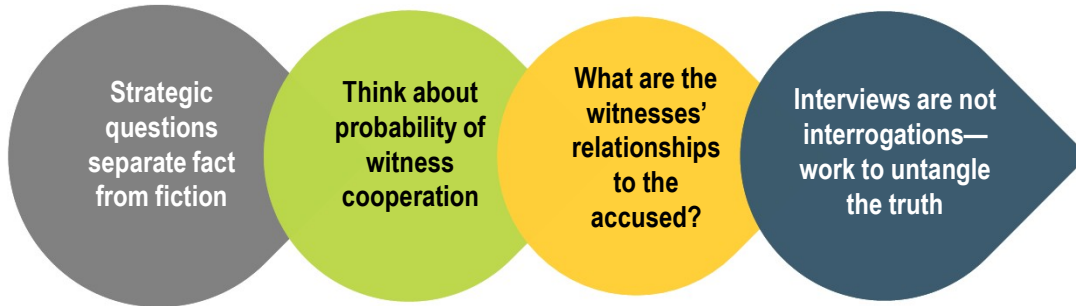 Strategic
questions
separate fact
from fiction
Think about
probability of
witness
cooperation
What are the
witnesses’
relationships
to the
accused?
Interviews are not
interrogations—
work to untangle
the truth